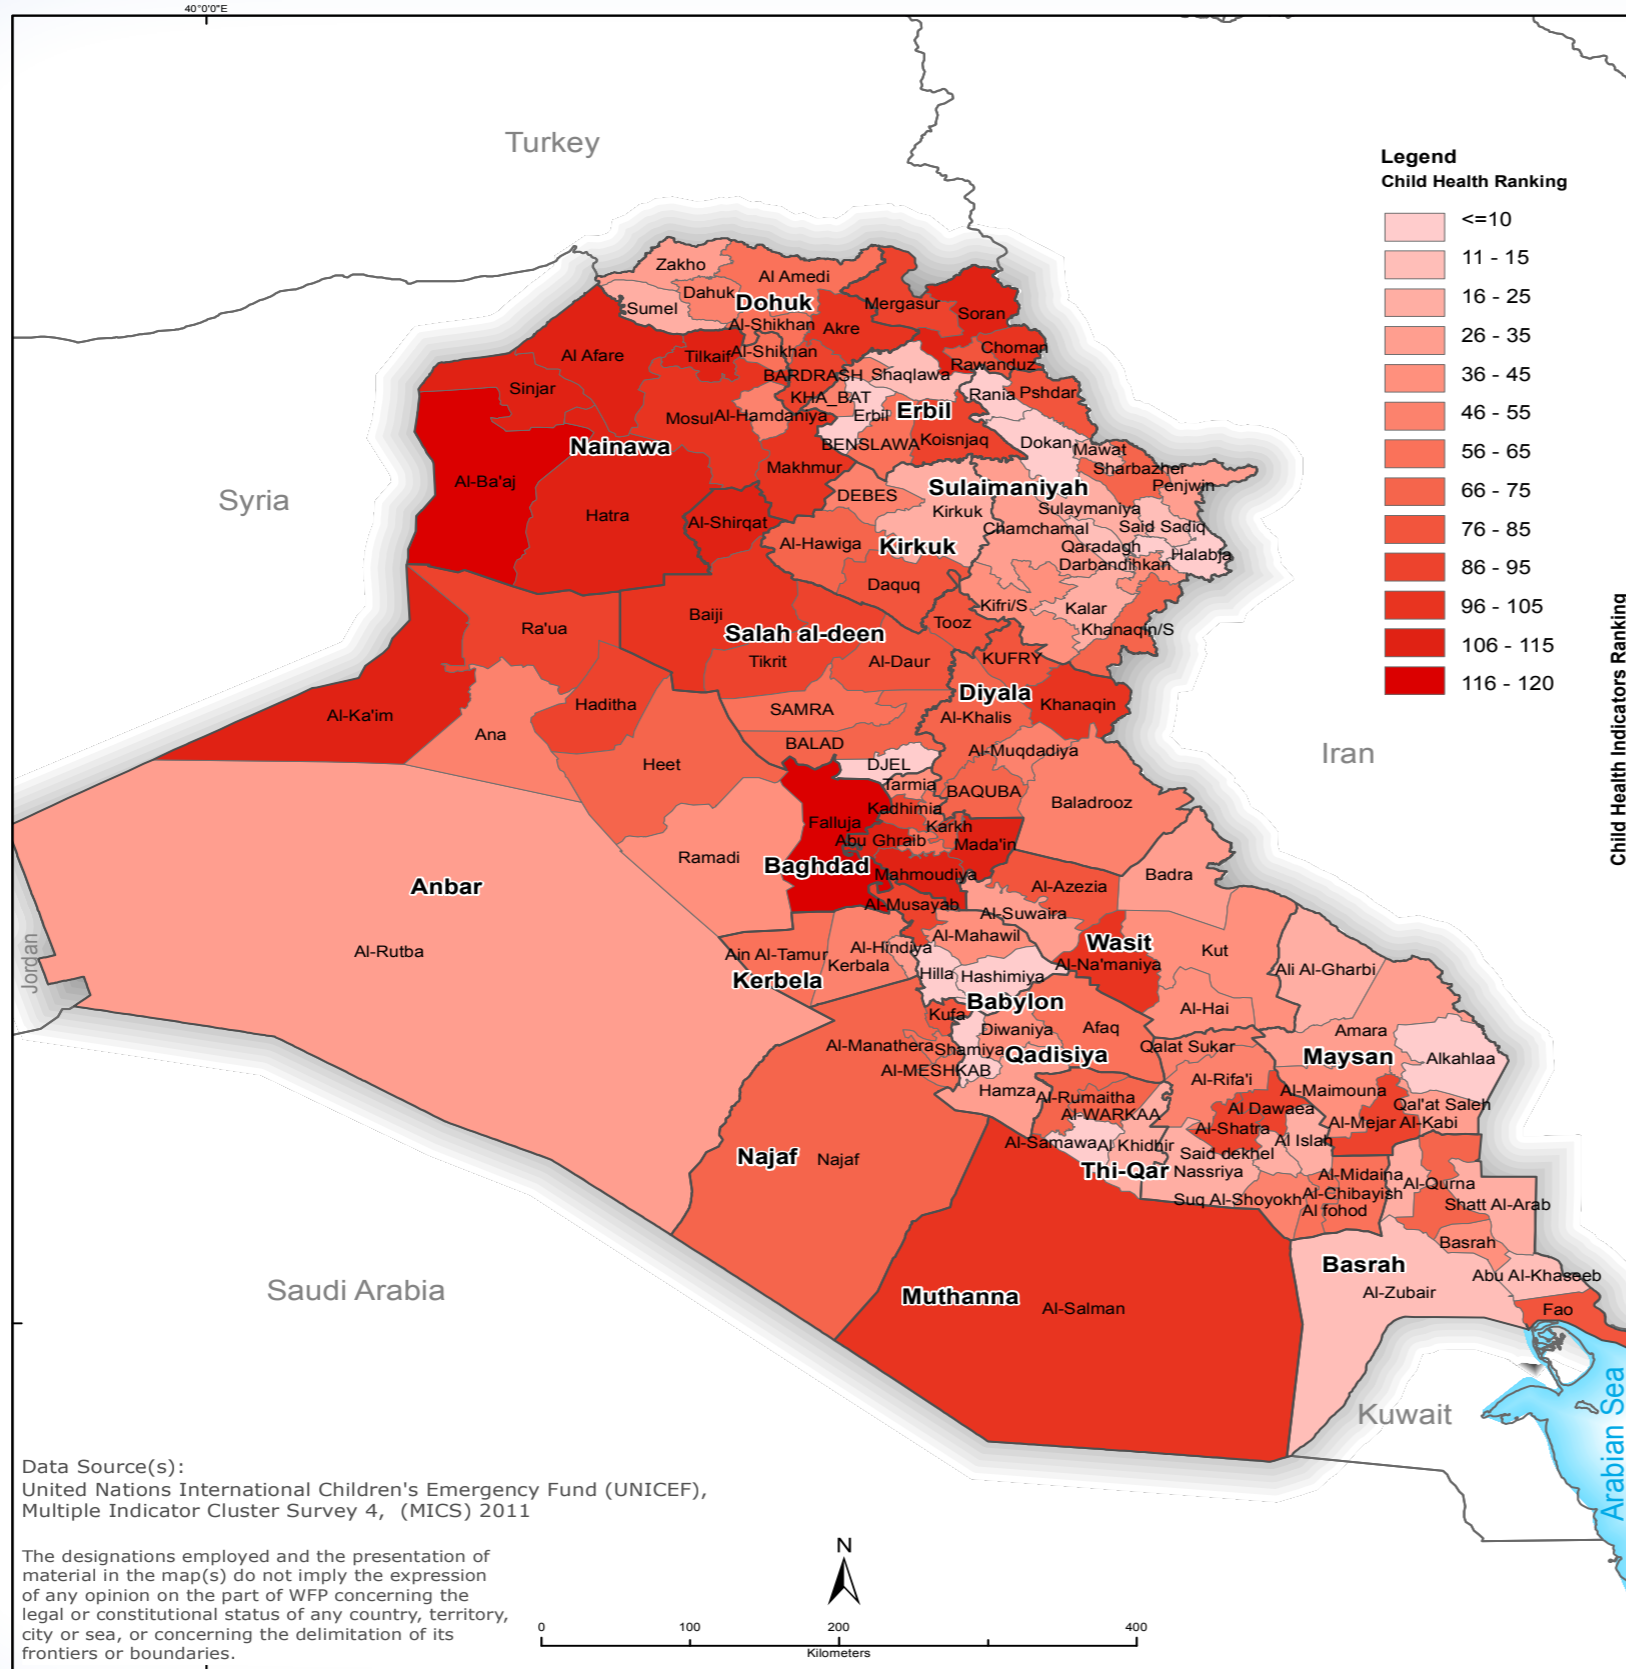 40°0'0"E
Turkey
Syria
Jordan
Saudi Arabia
Iran
Kuwait
Arabian Sea
Legend
Child Health Ranking
<=10
11 - 15
16 - 25
26 - 35
36 - 45
46 - 55
56 - 65
66 - 75
76 - 85
86 - 95
96 - 105
106 - 115
116 - 120
Child Health Indicators Ranking
Zakho
Al Amedi
Dahuk
Dohuk
Sumel
Mergasur
Soran
Al-Shikhan
Akre
Al Afare
Tilkaif
Al-Shikhan
Choman
Rawanduz
Sinjar
BARDRASH
Shaqlawa
KHA_BAT
Rania
Pshdar
Mosul
Al-Hamdaniya
Erbil
Erbil
Nainawa
BENSLAWA
Koisnjaq
Dokan
Mawat
Makhmur
Sharbazher
Al-Ba'aj
DEBES
Sulaimaniyah
Penjwin
Hatra
Al-Shirqat
Kirkuk
Sulaymaniya
Chamchamal
Said Sadiq
Al-Hawiga
Kirkuk
Qaradagh
Halabja
Darbandihkan
Daquq
Kifri/S
Kalar
Baiji
Tooz
Ra'ua
Salah al-deen
Khanaqin/S
Tikrit
Al-Daur
KUFRY
Diyala
Haditha
SAMRA
Khanaqin
Al-Ka'im
Al-Khalis
Ana
BALAD
Al-Muqdadiya
Heet
DJEL
Tarmia
BAQUBA
Baladrooz
Kadhimia
Falluja
Karkh
Abu Ghraib
Mada'in
Ramadi
Baghdad
Mahmoudiya
Badra
Anbar
Al-Azezia
Al-Musayab
Al-Suwaira
Al-Rutba
Al-Mahawil
Wasit
Al-Hindiya
Ain Al-Tamur
Kerbala
Al-Na'maniya
Kut
Kerbela
Hilla
Hashimiya
Ali Al-Gharbi
Babylon
Al-Hai
Kufa
Diwaniya
Afaq
Amara
Al-Manathera
Shamiya
Qadisiya
Qalat Sukar
Maysan
Alkahlaa
Al-MESHKAB
Hamza
Al-Rifa'i
Al-Rumaitha
Al-Maimouna
Al-WARKAA
Al Dawaea
Qal'at Saleh
Al-Shatra
Al-Mejar Al-Kabi
Al-Samawa
Al Khidhir
Al Islah
Said dekhel
Najaf
Najaf
Thi-Qar
Nassriya
Al-Midaina
Al-Qurna
Suq Al-Shoyokh
Al-Chibayish
Al fohod
Shatt Al-Arab
Basrah
Basrah
Abu Al-Khaseeb
Al-Zubair
Muthanna
Al-Salman
Fao
Data Source(s):
United Nations International Children's Emergency Fund (UNICEF),
Multiple Indicator Cluster Survey 4,  (MICS) 2011
The designations employed and the presentation of
material in the map(s) do not imply the expression
of any opinion on the part of WFP concerning the
legal or constitutional status of any country, territory,
city or sea, or concerning the delimitation of its
frontiers or boundaries.
N
0 100 200 400
Kilometers